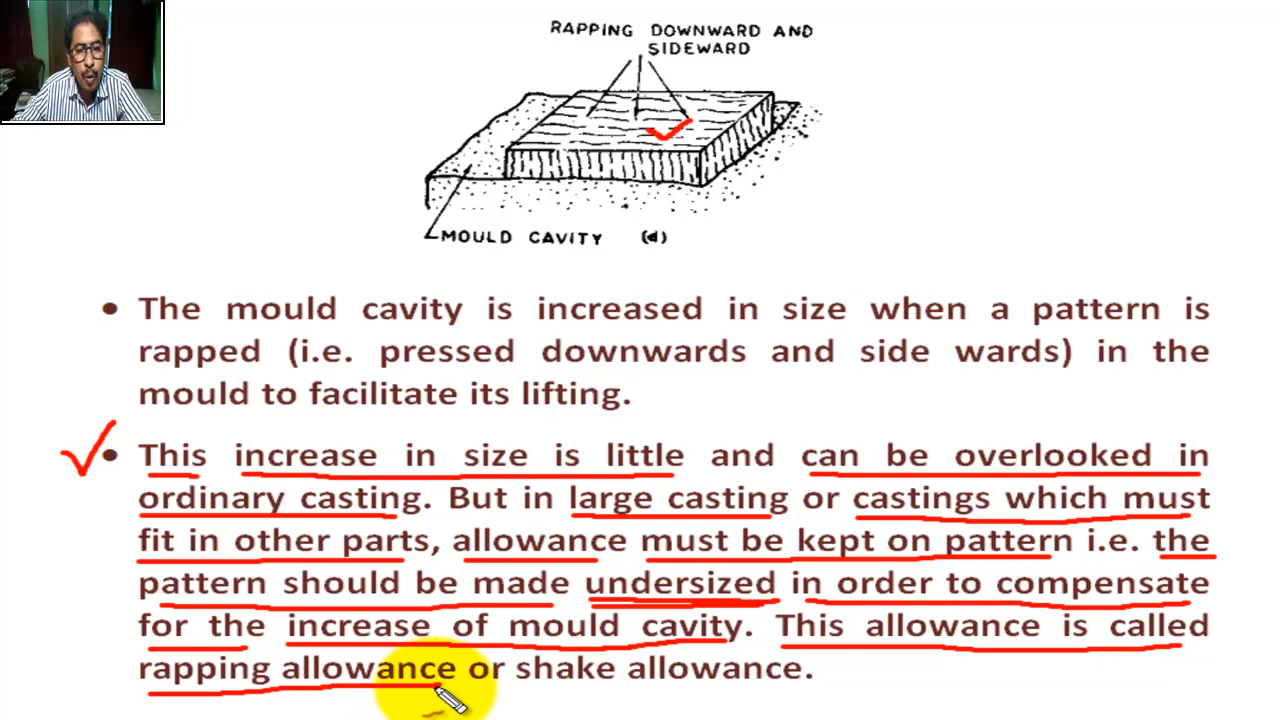 RAPPING DOWNWARD AND
SIDEWARD
MOULD CAVITY (d)
• The mould cavity is increased in size when a pattern is
rapped (i.e. pressed downwards and side wards) in the
mould to facilitate its lifting.
• This increase in size is little and can be overlooked in
ordinary casting. But in large casting or castings which must
fit in other parts, allowance must be kept on pattern i.e. the
pattern should be made undersized in order to compensate
for the increase of mould cavity. This allowance is called
rapping allowance or shake allowance.